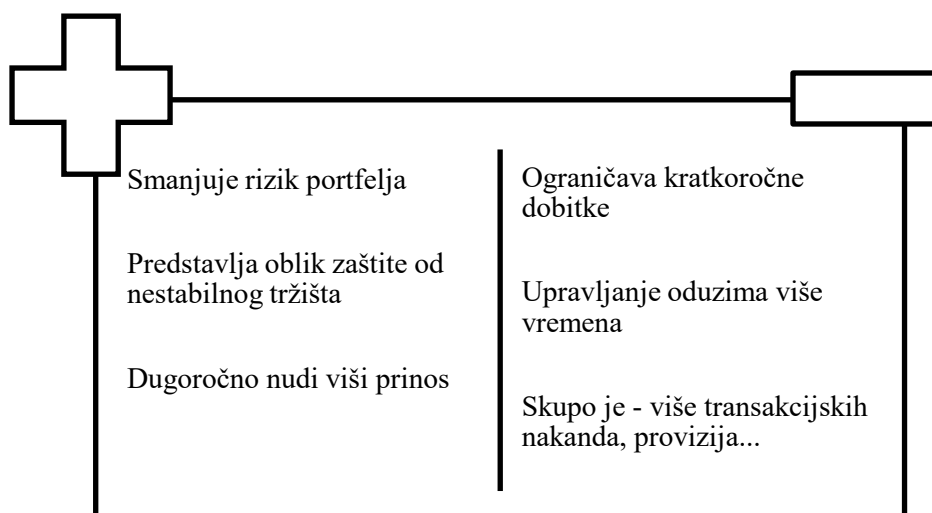 Smanjuje rizik portfelja
Predstavlja oblik zaštite od
nestabilnog tržišta
Dugoročno nudi viši prinos
Ograničava kratkoročne
dobitke
Upravljanje oduzima više
vremena
Skupo je - više transakcijskih
nakanda, provizija...